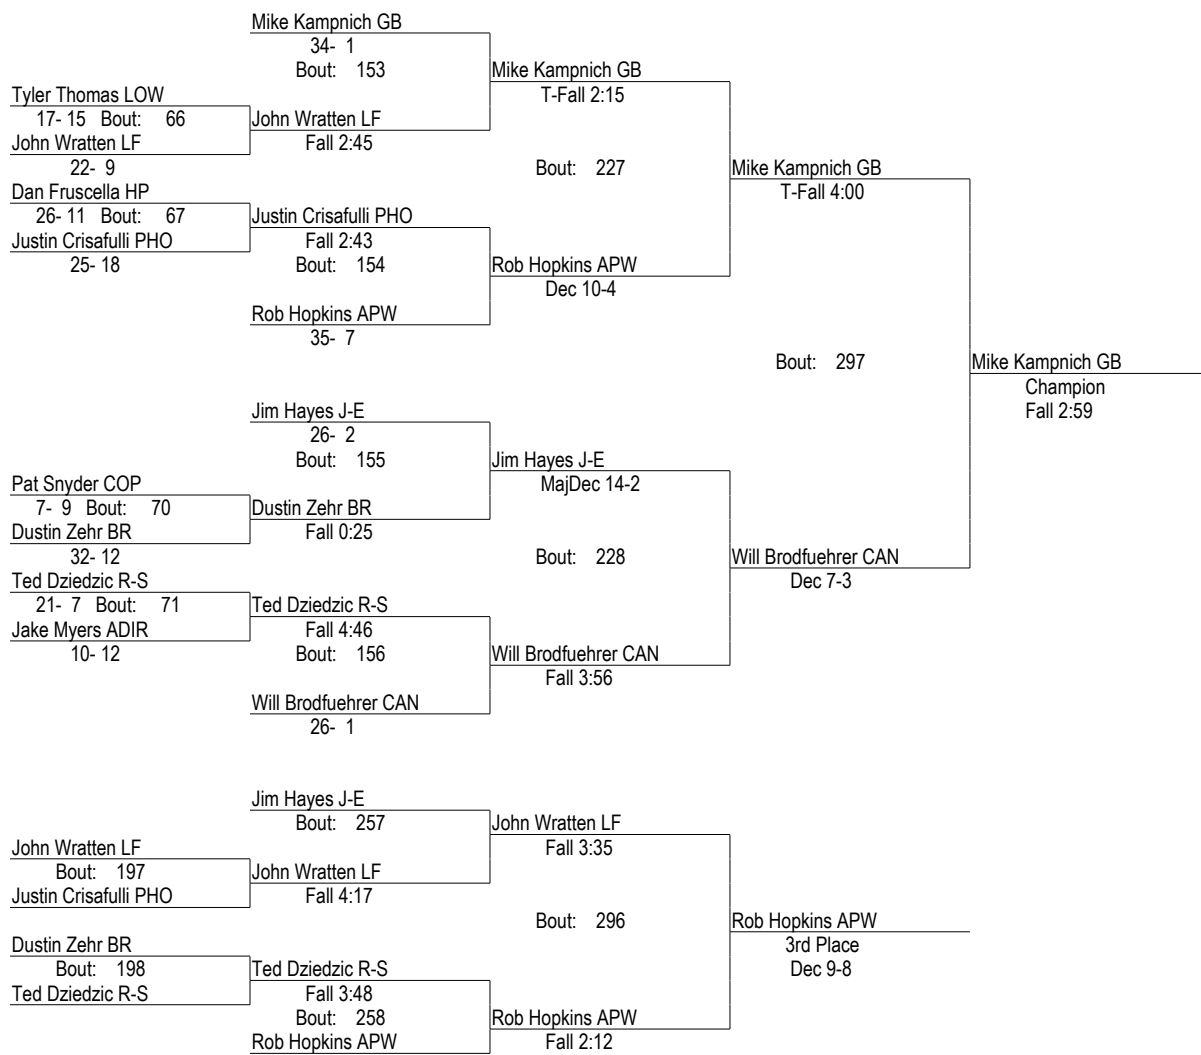 Mike Kampnich GB
34- 1
Bout: 153
Mike Kampnich GB
T-Fall 2:15
Tyler Thomas LOW
17- 15 Bout: 66
John Wratten LF
22- 9
John Wratten LF
Fall 2:45
Bout: 227
Mike Kampnich GB
T-Fall 4:00
Dan Fruscella HP
26- 11 Bout: 67
Justin Crisafulli PHO
25- 18
Justin Crisafulli PHO
Fall 2:43
Bout: 154
Rob Hopkins APW
Dec 10-4
Rob Hopkins APW
35- 7
Bout: 297
Mike Kampnich GB
Champion
Fall 2:59
Jim Hayes J-E
26- 2
Bout: 155
Jim Hayes J-E
MajDec 14-2
Pat Snyder COP
7- 9 Bout: 70
Dustin Zehr BR
32- 12
Dustin Zehr BR
Fall 0:25
Bout: 228
Will Brodfuehrer CAN
Dec 7-3
Ted Dziedzic R-S
21- 7 Bout: 71
Jake Myers ADIR
10- 12
Ted Dziedzic R-S
Fall 4:46
Bout: 156
Will Brodfuehrer CAN
Fall 3:56
Will Brodfuehrer CAN
26- 1
Jim Hayes J-E
Bout: 257
John Wratten LF
Fall 3:35
John Wratten LF
Bout: 197
Justin Crisafulli PHO
John Wratten LF
Fall 4:17
Bout: 296
Rob Hopkins APW
3rd Place
Dec 9-8
Dustin Zehr BR
Bout: 198
Ted Dziedzic R-S
Ted Dziedzic R-S
Fall 3:48
Bout: 258
Rob Hopkins APW
Rob Hopkins APW
Fall 2:12